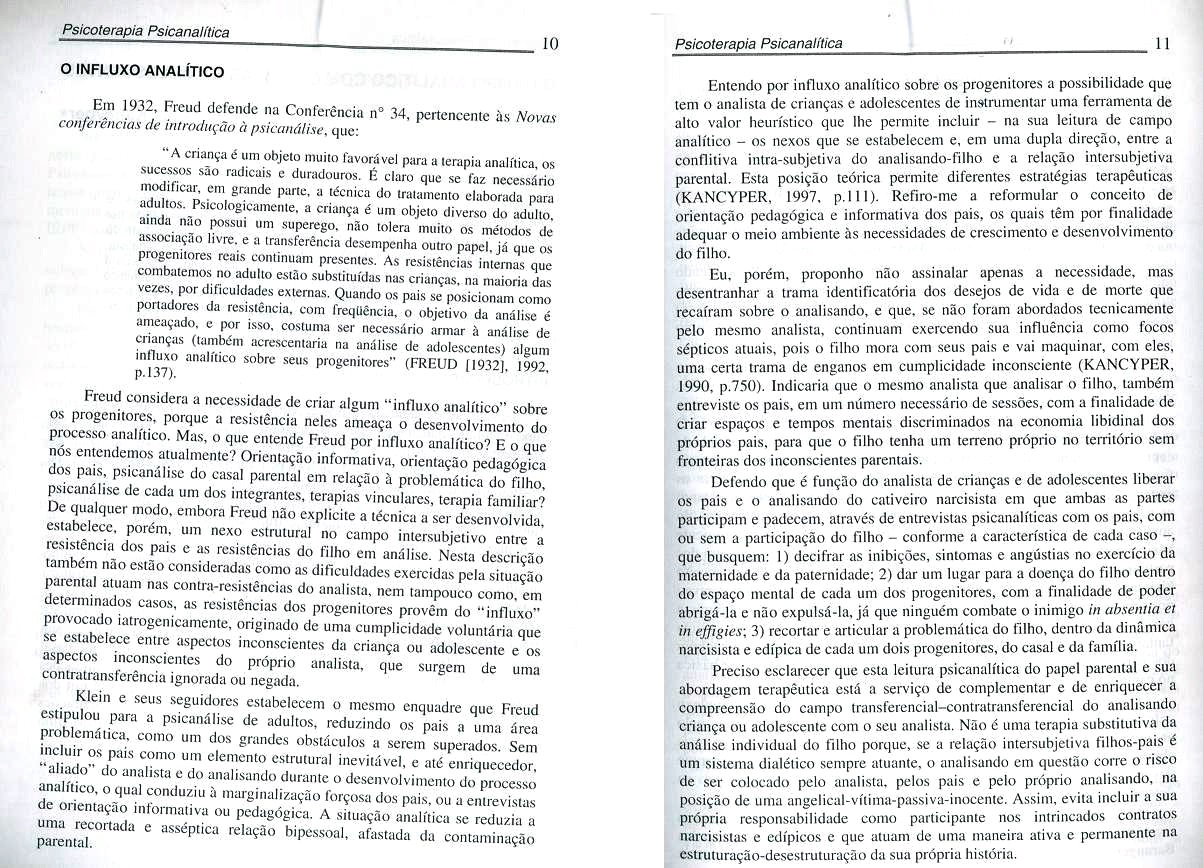 Psicoterapia Psicanalítica
10
O INFLUXO ANALÍTICO
Em 1932, Freud defende na Conferência n° 34, pertencente às Novas
conferências de introdução à psicanálise, que:
“A criança é um objeto muito favorável para a terapia analítica, os
sucessos são radicais e duradouros. É claro que se faz necessário
modificar, em grande parte, a técnica do tratamento elaborada para
adultos. Psicologicamente, a criança é um objeto diverso do adulto,
ainda não possui um superego, não tolera muito os métodos de
associação livre, e a transferência desempenha outro papel, já que os
progenitores reais continuam presentes. As resistências internas que
combatemos no adulto estão substituídas nas crianças, na maioria das
vezes, por dificuldades externas. Quando os pais se posicionam como
portadores da resistência, com freqüência, o objetivo da análise é
ameaçado, e por isso, costuma ser necessário armar à análise de
crianças (também acrescentaria na análise de adolescentes) algum
influxo analítico sobre seus progenitores” (FREUD [1932], 1992,
p.137).
Freud considera a necessidade de criar algum “influxo analítico” sobre
os progenitores, porque a resistência neles ameaça o desenvolvimento do
processo analítico. Mas, o que entende Freud por influxo analítico? E o que
nós entendemos atualmente? Orientação informativa, orientação pedagógica
dos pais, psicanálise do casal parental em relação à problemática do filho,
psicanálise de cada um dos integrantes, terapias vinculares, terapia familiar?
De qualquer modo, embora Freud não explicite a técnica a ser desenvolvida,
estabelece, porém, um nexo estrutural no campo intersubjetivo entre a
resistência dos pais e as resistências do filho em análise. Nesta descrição
também não estão consideradas como as dificuldades exercidas pela situação
parental atuam nas contra-resistências do analista, nem tampouco como, em
determinados casos, as resistências dos progenitores provêm do “influxo”
provocado iatrogenicamente, originado de uma cumplicidade voluntária que
se estabelece entre aspectos inconscientes da criança ou adolescente e os
aspectos inconscientes do próprio analista, que surgem de uma
contratransferência ignorada ou negada.
Klein e seus seguidores estabelecem o mesmo enquadre que Freud
estipulou para a psicanálise de adultos, reduzindo os pais a uma área
problemática, como um dos grandes obstáculos a serem superados. Sem
incluir os pais como um elemento estrutural inevitável, e até enriquecedor,
“aliado” do analista e do analisando durante o desenvolvimento do processo
analítico, o qual conduziu à marginalização forçosa dos pais, ou a entrevistas
de orientação informativa ou pedagógica. A situação analítica se reduzia a
uma recortada e asséptica relação bipessoal, afastada da contaminação
parental.
Psicoterapia Psicanalítica
11
Entendo por influxo analítico sobre os progenitores a possibilidade que
tem o analista de crianças e adolescentes de instrumentar uma ferramenta de
alto valor heurístico que lhe permite incluir – na sua leitura de campo
analítico – os nexos que se estabelecem e, em uma dupla direção, entre a
conflitiva intra-subjetiva do analisando-filho e a relação intersubjetiva
parental. Esta posição teórica permite diferentes estratégias terapêuticas
(KANCYPER, 1997, p.111). Refiro-me a reformular o conceito de
orientação pedagógica e informativa dos pais, os quais têm por finalidade
adequar o meio ambiente às necessidades de crescimento e desenvolvimento
do filho.
Eu, porém, proponho não assinalar apenas a necessidade, mas
desentranhar a trama identificatória dos desejos de vida e de morte que
recaíram sobre o analisando, e que, se não foram abordados tecnicamente
pelo mesmo analista, continuam exercendo sua influência como focos
sépticos atuais, pois o filho mora com seus pais e vai maquinar, com eles,
uma certa trama de enganos em cumplicidade inconsciente (KANCYPER,
1990, p.750). Indicaria que o mesmo analista que analisar o filho, também
entreviste os pais, em um número necessário de sessões, com a finalidade de
criar espaços e tempos mentais discriminados na economia libidinal dos
próprios pais, para que o filho tenha um terreno próprio no território sem
fronteiras dos inconscientes parentais.
Defendo que é função do analista de crianças e de adolescentes liberar
os pais e o analisando do cativeiro narcisista em que ambas as partes
participam e padecem, através de entrevistas psicanalíticas com os pais, com
ou sem a participação do filho – conforme a característica de cada caso –,
que busquem: 1) decifrar as inibições, sintomas e angústias no exercício da
maternidade e da paternidade; 2) dar um lugar para a doença do filho dentro
do espaço mental de cada um dos progenitores, com a finalidade de poder
abrigá-la e não expulsá-la, já que ninguém combate o inimigo in absentia et
in effigies; 3) recortar e articular a problemática do filho, dentro da dinâmica
narcisista e edípica de cada um dois progenitores, do casal e da família.
Preciso esclarecer que esta leitura psicanalítica do papel parental e sua
abordagem terapêutica está a serviço de complementar e de enriquecer a
compreensão do campo transferencial–contratransferencial do analisando
criança ou adolescente com o seu analista. Não é uma terapia substitutiva da
análise individual do filho porque, se a relação intersubjetiva filhos-pais é
um sistema dialético sempre atuante, o analisando em questão corre o risco
de ser colocado pelo analista, pelos pais e pelo próprio analisando, na
posição de uma angelical-vítima-passiva-inocente. Assim, evita incluir a sua
própria responsabilidade como participante nos intrincados contratos
narcisistas e edípicos e que atuam de uma maneira ativa e permanente na
estruturação-desestruturação da sua própria história.